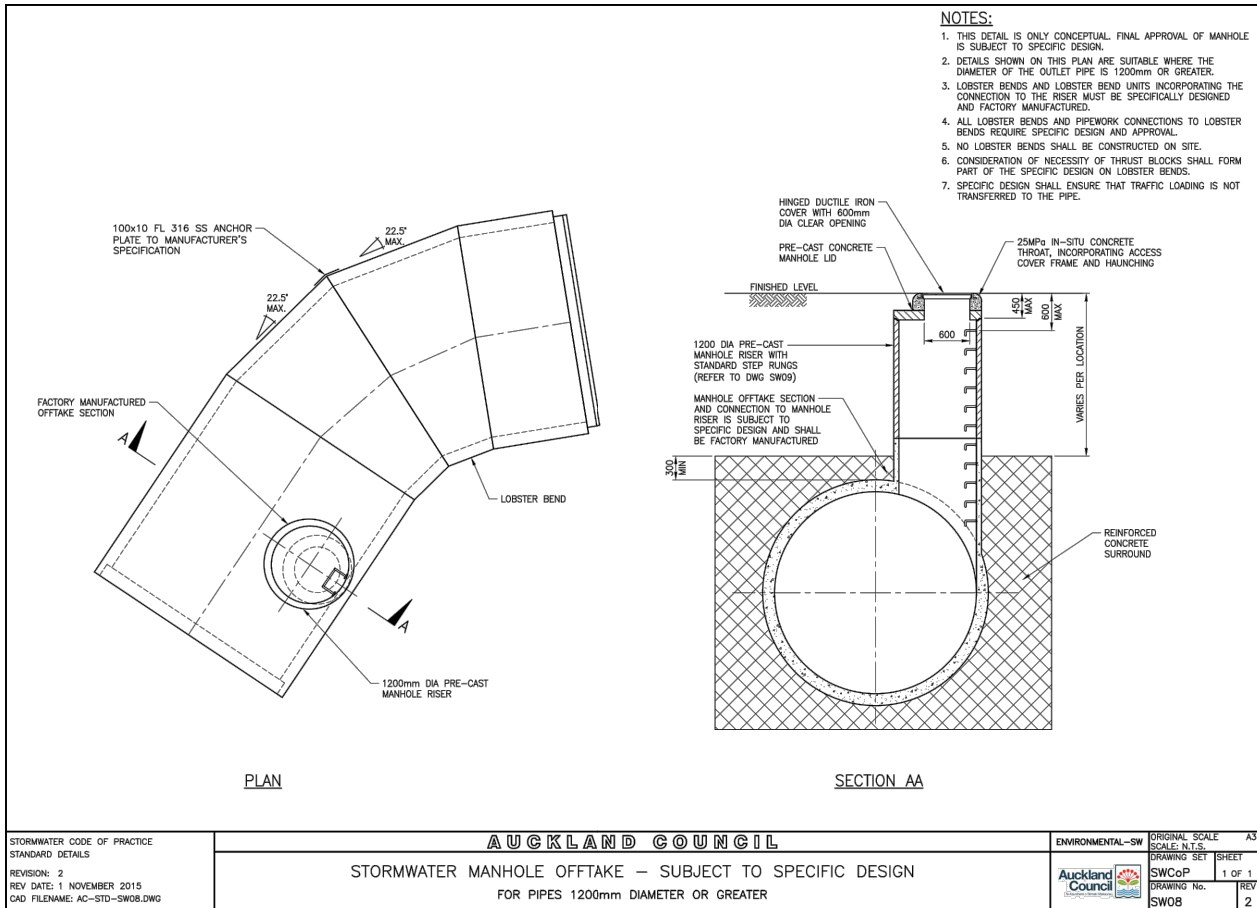 NOTES:
1. THIS DETAIL IS ONLY CONCEPTUAL. FINAL APPROVAL OF MANHOLE
IS SUBJECT TO SPECIFIC DESIGN.
2. DETAILS SHOWN ON THIS PLAN ARE SUITABLE WHERE THE
DIAMETER OF THE OUTLET PIPE IS 1200mm OR GREATER.
3. LOBSTER BENDS AND LOBSTER BEND UNITS INCORPORATING THE
CONNECTION TO THE RISER MUST BE SPECIFICALLY DESIGNED
AND FACTORY MANUFACTURED.
4. ALL LOBSTER BENDS AND PIPEWORK CONNECTIONS TO LOBSTER
BENDS REQUIRE SPECIFIC DESIGN AND APPROVAL.
5. NO LOBSTER BENDS SHALL BE CONSTRUCTED ON SITE.
6. CONSIDERATION OF NECESSITY OF THRUST BLOCKS SHALL FORM
PART OF THE SPECIFIC DESIGN ON LOBSTER BENDS.
7. SPECIFIC DESIGN SHALL ENSURE THAT TRAFFIC LOADING IS NOT
TRANSFERRED TO THE PIPE.
100x10 FL 316 SS ANCHOR
PLATE TO MANUFACTURER'S
SPECIFICATION
22.5°
MAX.
22.5°
MAX.
FACTORY MANUFACTURED
OFFTAKE SECTION
A
A
LOBSTER BEND
1200mm DIA PRE-CAST
MANHOLE RISER
PLAN
HINGED DUCTILE IRON
COVER WITH 600mm
DIA CLEAR OPENING
PRE-CAST CONCRETE
MANHOLE LID
25MPa IN-SITU CONCRETE
THROAT, INCORPORATING ACCESS
COVER FRAME AND HAUNCHING
FINISHED LEVEL
450
MAX
600
MAX
600
VARIES PER LOCATION
1200 DIA PRE-CAST
MANHOLE RISER WITH
STANDARD STEP RUNGS
(REFER TO DWG SW09)
MANHOLE OFFTAKE SECTION
AND CONNECTION TO MANHOLE
RISER IS SUBJECT TO
SPECIFIC DESIGN AND SHALL
BE FACTORY MANUFACTURED
300
MIN
REINFORCED
CONCRETE
SURROUND
SECTION AA
STORMWATER CODE OF PRACTICE
STANDARD DETAILS
REVISION: 2
REV DATE: 1 NOVEMBER 2015
CAD FILENAME: AC-STD-SW08.DWG
AUCKLAND COUNCIL
STORMWATER MANHOLE OFFTAKE – SUBJECT TO SPECIFIC DESIGN
FOR PIPES 1200mm DIAMETER OR GREATER
ENVIRONMENTAL-SW
Auckland
Council
ORIGINAL SCALE A3
SCALE: N.T.S.
DRAWING SET SHEET
SWCoP 1 OF 1
DRAWING No. REV
SW08 2